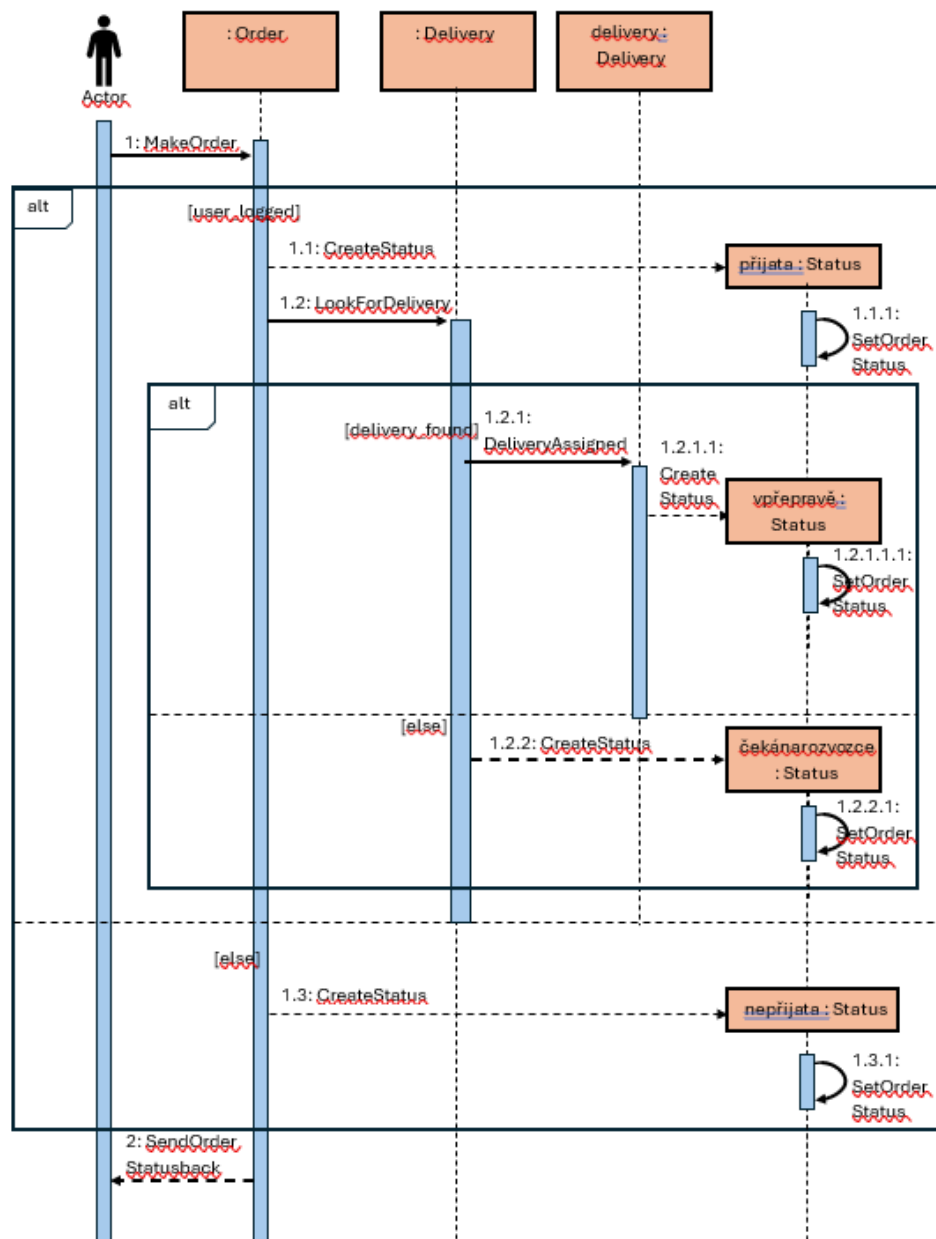 : Order
: Delivery
delivery :
Delivery
Actor
1: MakeOrder
alt
[user_logged]
1.1: CreateStatus
přijata : Status
1.2: LookForDelivery
1.1.1:
SetOrder
Status
alt
[delivery_found]
1.2.1:
DeliveryAssigned
1.2.1.1:
Create
Status
vpřepravě :
Status
1.2.1.1.1:
SetOrder
Status
[else]
1.2.2: CreateStatus
čekánarozvozce
: Status
1.2.2.1:
SetOrder
Status
[else]
1.3: CreateStatus
nepřijata : Status
1.3.1:
SetOrder
Status
2: SendOrder
Statusback